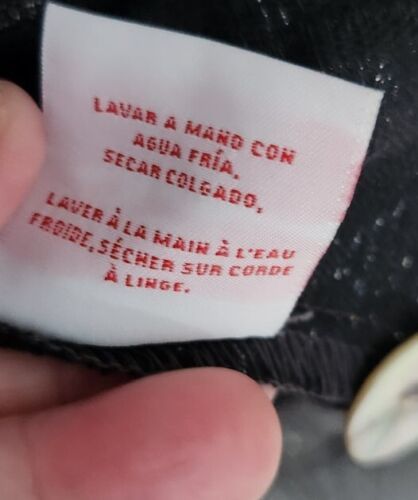 LAVAR A MANO CON
AGUA FRÍA.
SECAR COLGADO.
LAVER À LA MAIN À L'EAU
FROIDE, SÉCHER SUR CORDE
À LINGE.